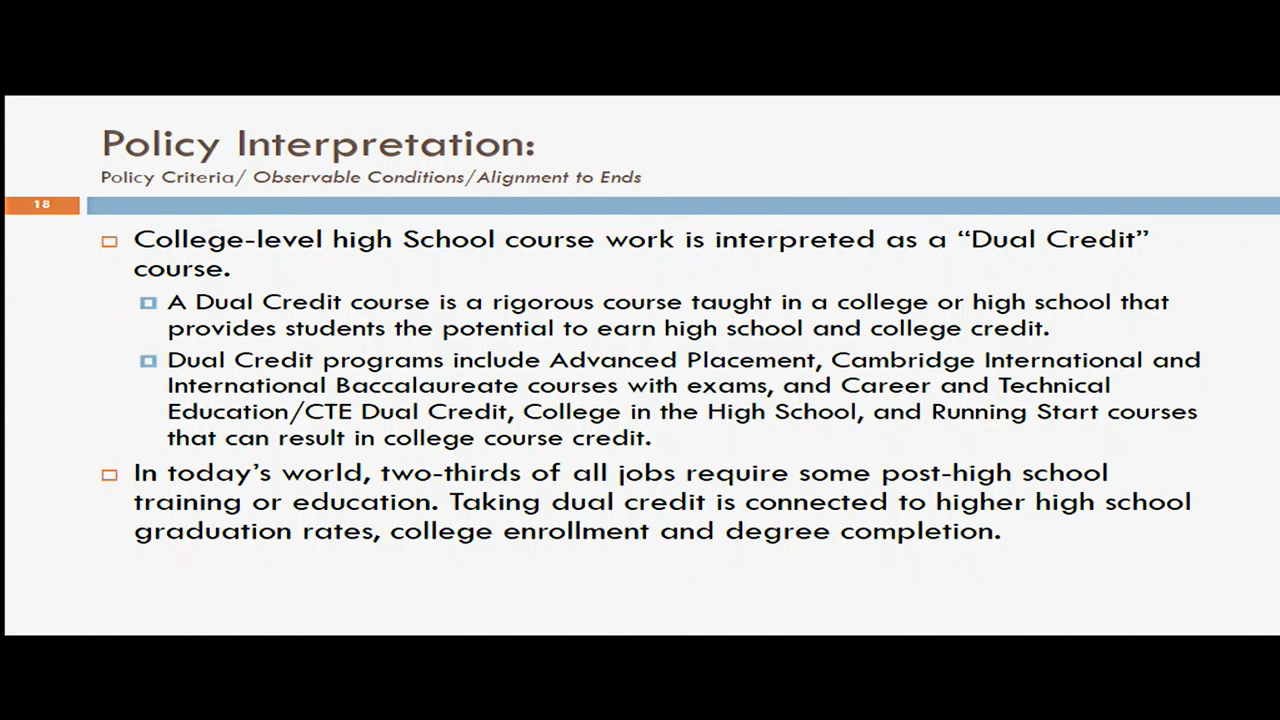 Policy Interpretation:
Policy Criteria/ Observable Conditions/Alignment to Ends
18
College-level high School course work is interpreted as a “Dual Credit”
course.
A Dual Credit course is a rigorous course taught in a college or high school that
provides students the potential to earn high school and college credit.
Dual Credit programs include Advanced Placement, Cambridge International and
International Baccalaureate courses with exams, and Career and Technical
Education/CTE Dual Credit, College in the High School, and Running Start courses
that can result in college course credit.
In today’s world, two-thirds of all jobs require some post-high school
training or education. Taking dual credit is connected to higher high school
graduation rates, college enrollment and degree completion.